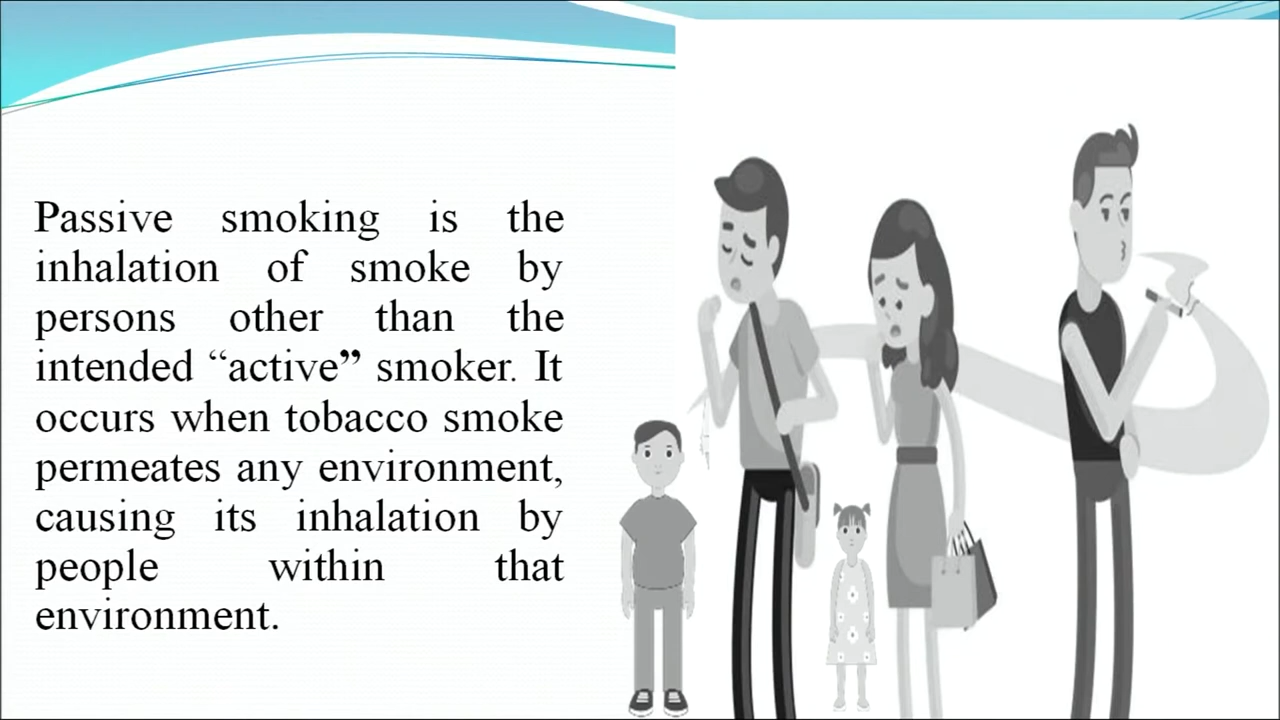 Passive smoking is the
inhalation of smoke by
persons other than the
intended “active” smoker. It
occurs when tobacco smoke
permeates any environment,
causing its inhalation by
people within that
environment.